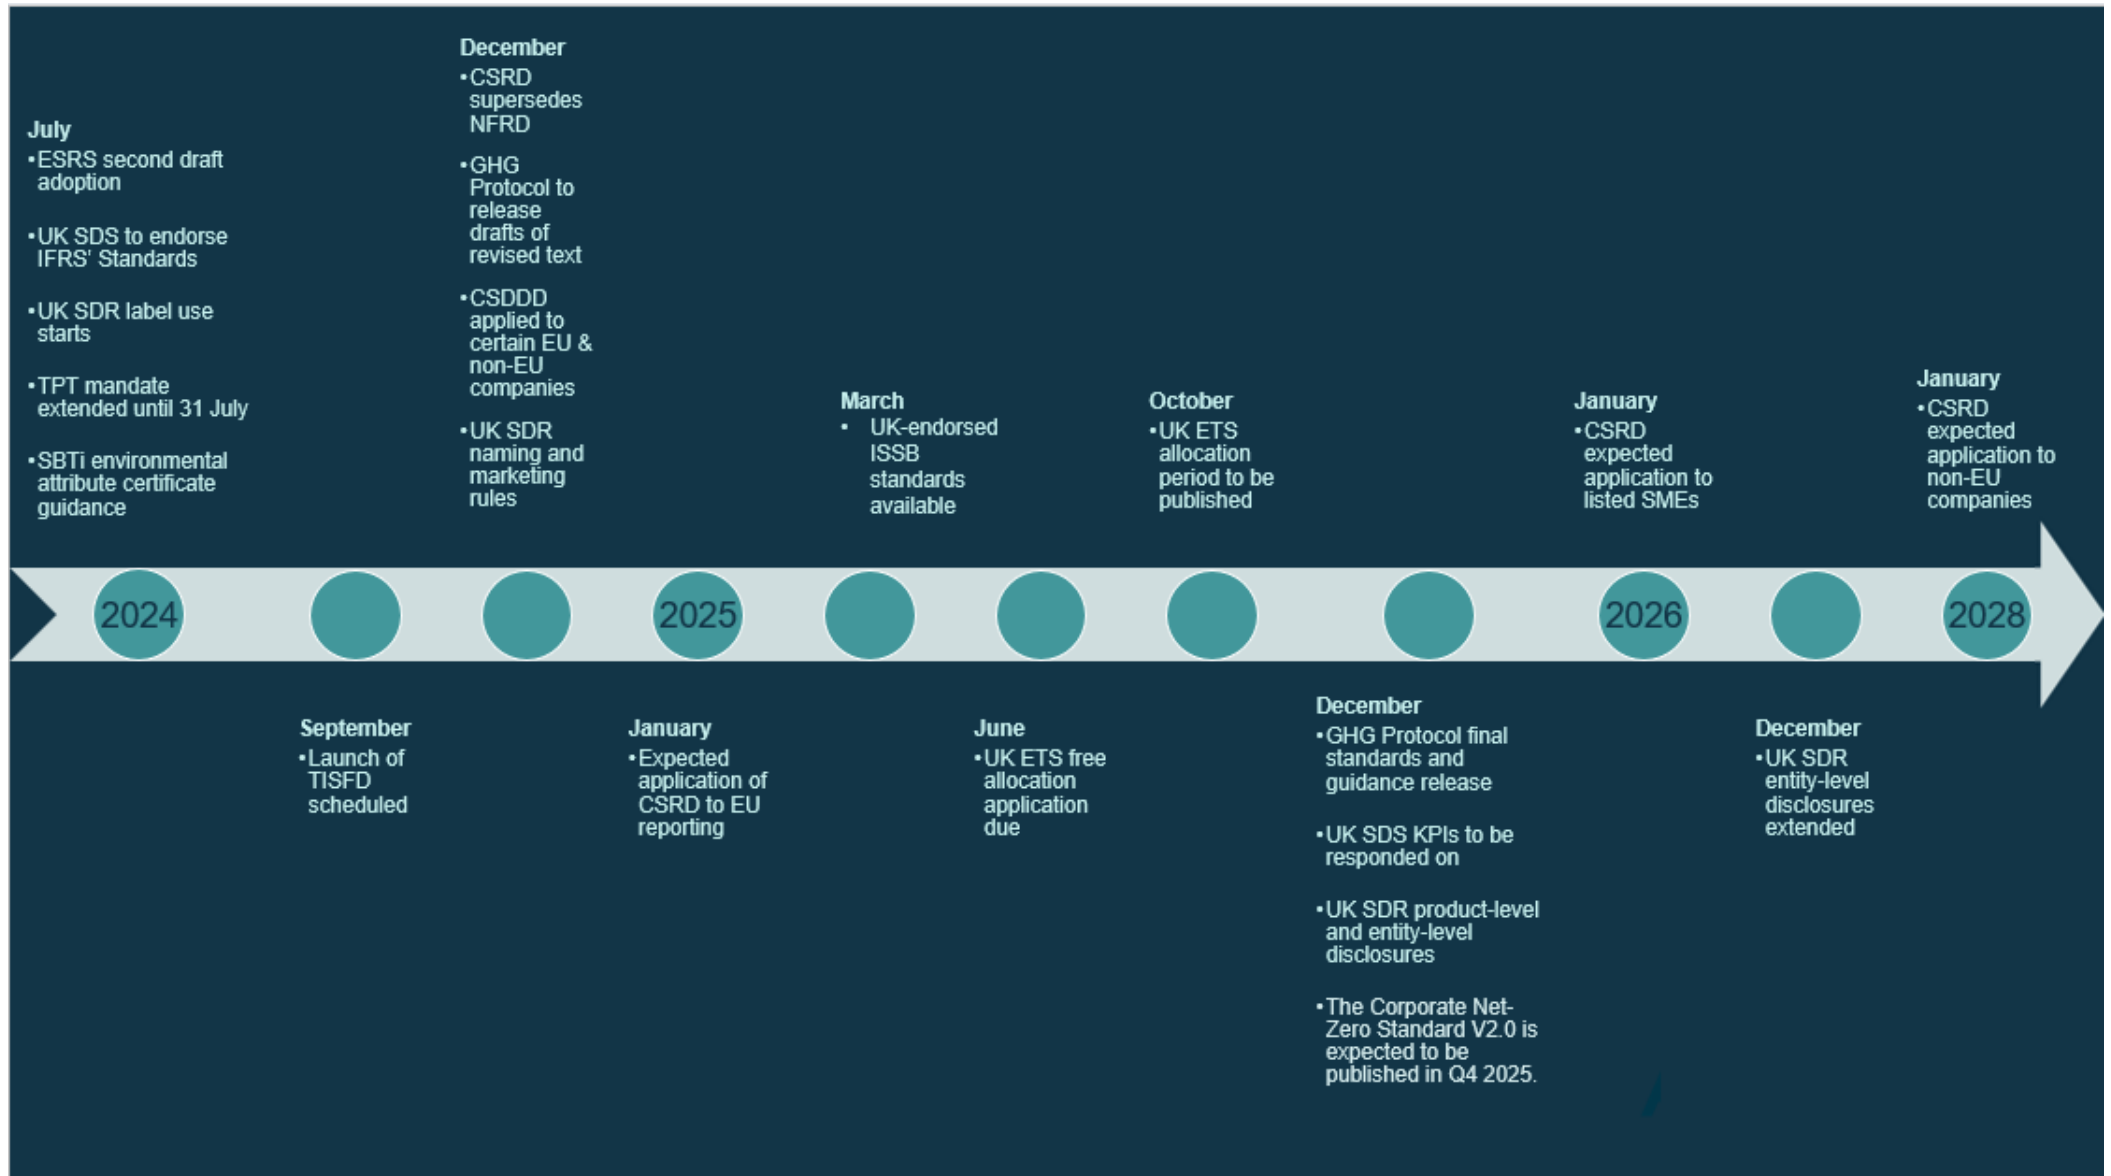 July
•ESRS second draft
adoption
•UK SDS to endorse
IFRS' Standards
•UK SDR label use
starts
•TPT mandate
extended until 31 July
•SBTi environmental
attribute certificate
guidance
December
•CSRD
supersedes
NFRD
•GHG
Protocol to
release
drafts of
revised text
•CSDDD
applied to
certain EU &
non-EU
companies
•UK SDR
naming and
marketing
rules
March
• UK-endorsed
ISSB
standards
available
October
•UK ETS
allocation
period to be
published
January
•CSRD
expected
application to
listed SMEs
January
•CSRD
expected
application to
non-EU
companies
2024
2025
2026
2028
September
•Launch of
TISFD
scheduled
January
•Expected
application of
CSRD to EU
reporting
June
•UK ETS free
allocation
application
due
December
•GHG Protocol final
standards and
guidance release
•UK SDS KPIs to be
responded on
•UK SDR product-level
and entity-level
disclosures
•The Corporate Net-
Zero Standard V2.0 is
expected to be
published in Q4 2025.
December
•UK SDR
entity-level
disclosures
extended